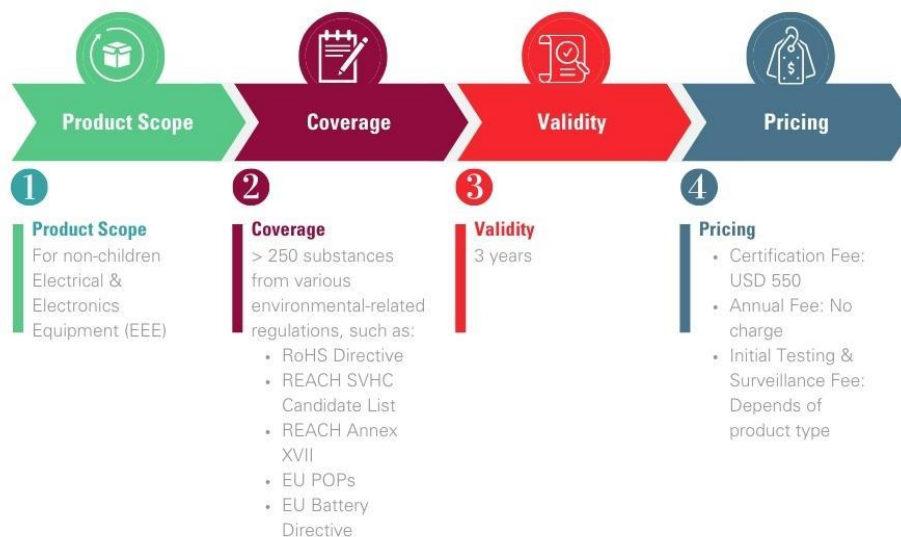 Product Scope
Coverage
Validity
Pricing
1
Product Scope
For non-children
Electrical &
Electronics
Equipment (EEE)
2
Coverage
> 250 substances
from various
environmental-related
regulations, such as:
• RoHS Directive
• REACH SVHC
Candidate List
• REACH Annex
XVII
• EU POPs
• EU Battery
Directive
3
Validity
3 years
4
Pricing
• Certification Fee:
USD 550
• Annual Fee: No
charge
• Initial Testing &
Surveillance Fee:
Depends of
product type